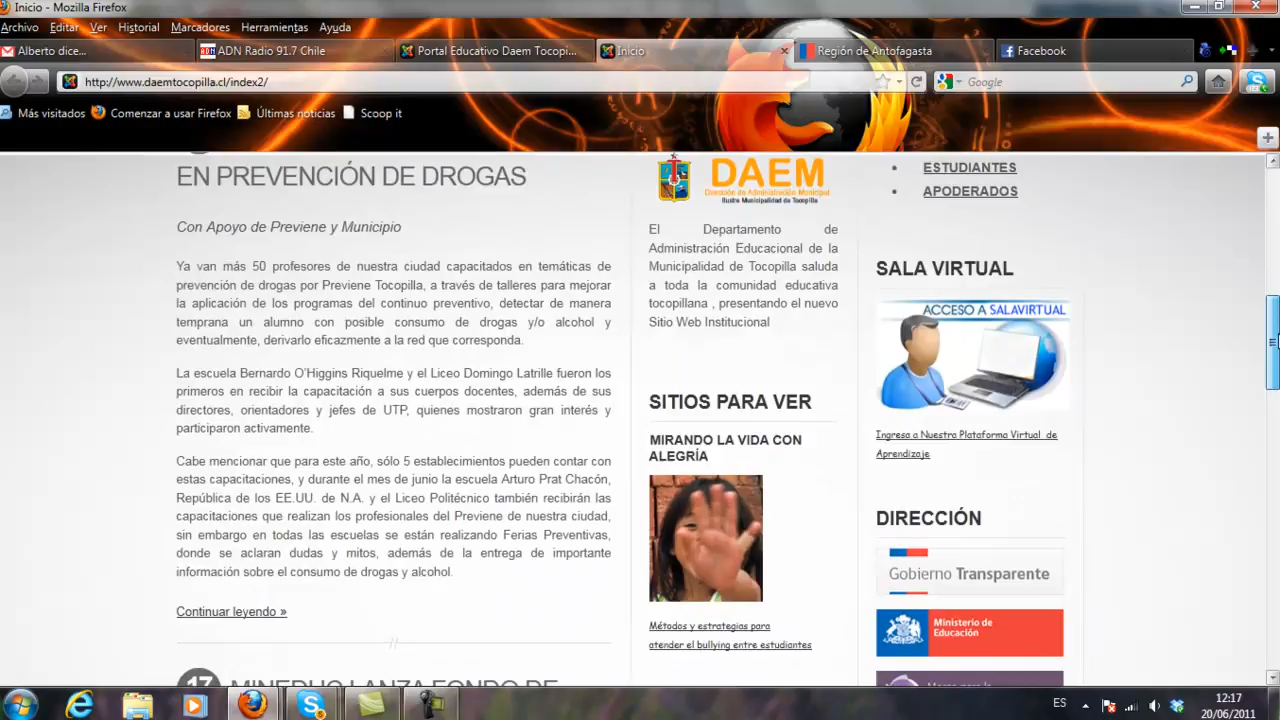 Inicio - Mozilla Firefox
Archivo Editar Ver Historial Marcadores Herramientas Ayuda
Alberto dice...
ADN Radio 91.7 Chile
Portal Educativo Daem Tocopi...
Inicio
Región de Antofagasta
Facebook
http://www.daemtocopilla.cl/index2/
Google
Más visitados
Comenzar a usar Firefox
Últimas noticias
Scoop it
EN PREVENCIÓN DE DROGAS
Con Apoyo de Previene y Municipio
Ya van más 50 profesores de nuestra ciudad capacitados en temáticas de
prevención de drogas por Previene Tocopilla, a través de talleres para mejorar
la aplicación de los programas del continuo preventivo, detectar de manera
temprana un alumno con posible consumo de drogas y/o alcohol y
eventualmente, derivarlo eficazmente a la red que corresponda.
La escuela Bernardo O'Higgins Riquelme y el Liceo Domingo Latrille fueron los
primeros en recibir la capacitación a sus cuerpos docentes, además de sus
directores, orientadores y jefes de UTP, quienes mostraron gran interés y
participaron activamente.
Cabe mencionar que para este año, sólo 5 establecimientos pueden contar con
estas capacitaciones, y durante el mes de junio la escuela Arturo Prat Chacón,
República de los EE.UU. de N.A. y el Liceo Politécnico también recibirán las
capacitaciones que realizan los profesionales del Previene de nuestra ciudad,
sin embargo en todas las escuelas se están realizando Ferias Preventivas,
donde se aclaran dudas y mitos, además de la entrega de importante
información sobre el consumo de drogas y alcohol.
Continuar leyendo »
//
17
MINEDUC LANZA FONDO DE
DAEM
Dirección de Administración Municipal
Ilustre Municipalidad de Tocopilla
El Departamento de
Administración Educacional de la
Municipalidad de Tocopilla saluda
a toda la comunidad educativa
tocopillana , presentando el nuevo
Sitio Web Institucional
SITIOS PARA VER
MIRANDO LA VIDA CON
ALEGRÍA
Métodos y estrategias para
atender el bullying entre estudiantes
• ESTUDIANTES
• APODERADOS
SALA VIRTUAL
ACCESO A SALAVIRTUAL
Ingresa a Nuestra Plataforma Virtual de
Aprendizaje
DIRECCIÓN
Gobierno Transparente
Ministerio de
Educación
ES
12:17
20/06/2011